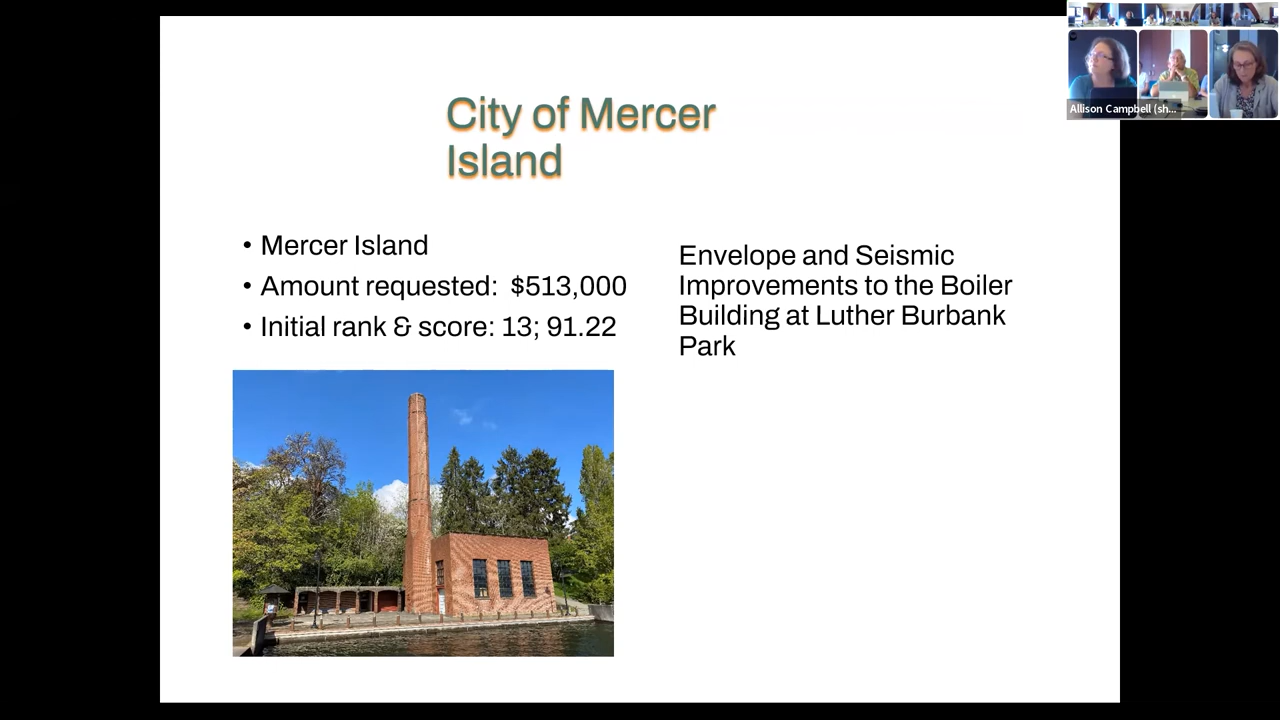 City of Mercer
Island
• Mercer Island
• Amount requested:  $513,000
• Initial rank & score: 13; 91.22
Envelope and Seismic
Improvements to the Boiler
Building at Luther Burbank
Park
Allison Campbell (sh...